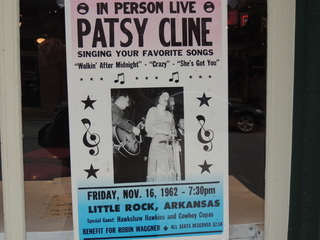 IN PERSON LIVE
PATSY CLINE
SINGING YOUR FAVORITE SONGS
"Walkin' After Midnight" - "Crazy" - "She's Got You"
FRIDAY, NOV. 16, 1962 - 7:30pm
LITTLE ROCK, ARKANSAS
Special Guest: Hawkshaw Hawkins and Cowboy Copas
BENEFIT FOR ROBIN WAGGNER ◆ ALL SEATS RESERVED $2.50